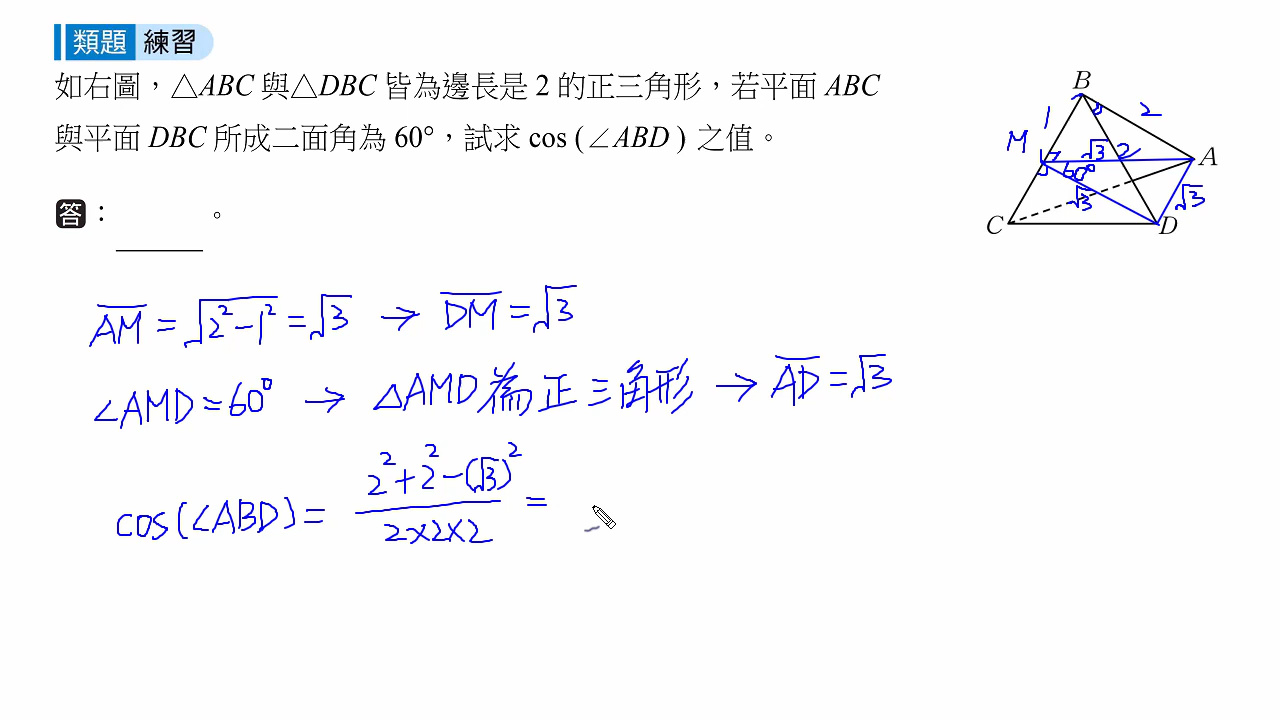 類題 練習
如右圖，△ABC 與△DBC 皆為邊長是 2 的正三角形，若平面 ABC
與平面 DBC 所成二面角為 60°，試求 cos (∠ABD ) 之值。
答：______。
B
1
2
M
√3
2
A
60°
√3
√3
C
D
AM = √2²-1² = √3 → DM = √3
∠AMD = 60° → △AMD 為正三角形 → AD = √3
cos(∠ABD) = (2²+2²-(√3)²)/(2×2×2) =